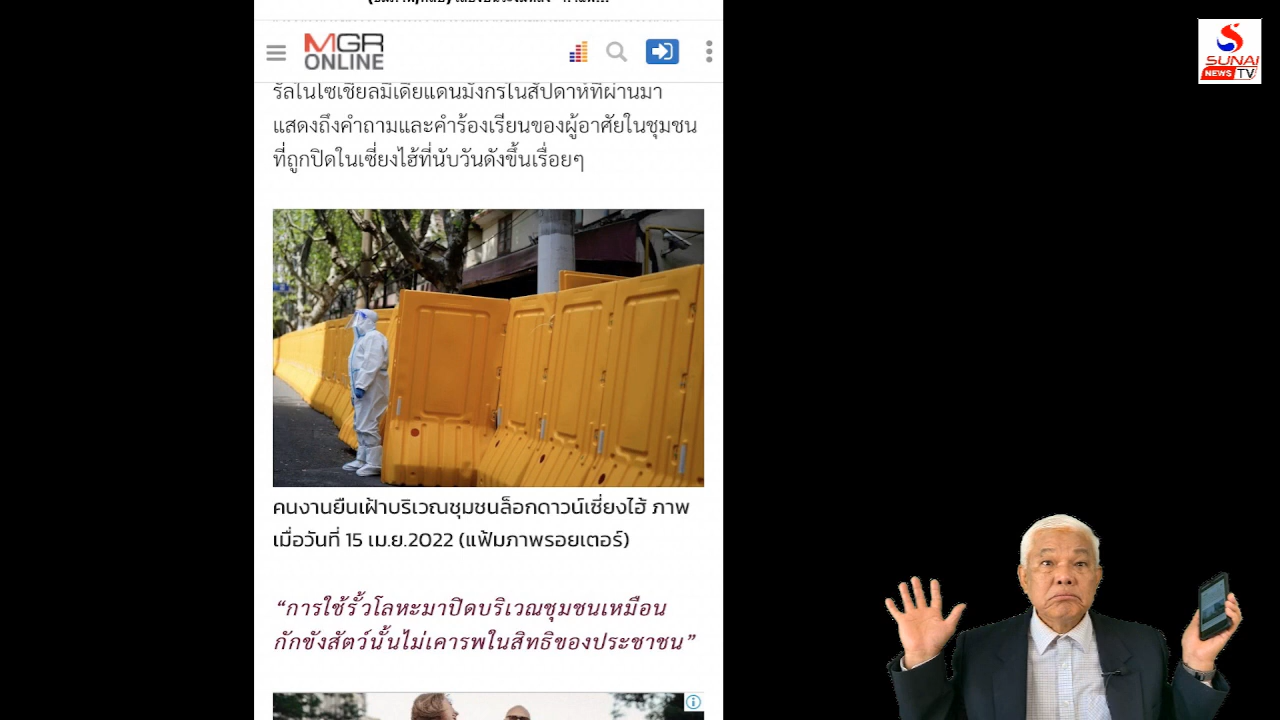 MGR
ONLINE
รัลในโซเชียลมีเดียแดนมังกรในสัปดาห์ที่ผ่านมา
แสดงถึงคำถามและคำร้องเรียนของผู้อาศัยในชุมชน
ที่ถูกปิดในเซี่ยงไฮ้ที่นับวันดังขึ้นเรื่อยๆ
คนงานยืนเฝ้าบริเวณชุมชนล็อกดาวน์เซี่ยงไฮ้ ภาพ
เมื่อวันที่ 15 เม.ย.2022 (แฟ้มภาพรอยเตอร์)
“การใช้รั้วโลหะมาปิดบริเวณชุมชนเหมือน
กักขังสัตว์นั้นไม่เคารพในสิทธิของประชาชน”
SUNAI
NEWS TV